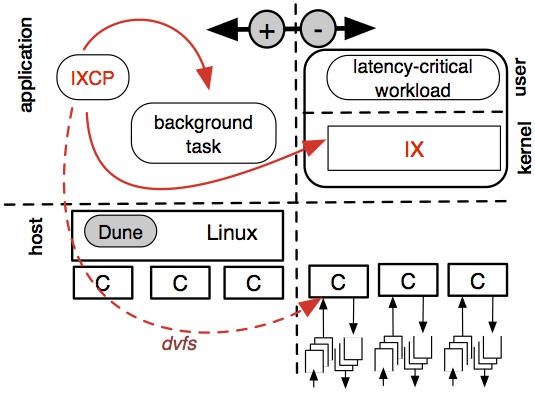 + -
application
IXCP
background
task
latency-critical
workload
user
IX
kernel
host
Dune
Linux
C C C
C C C
dvfs